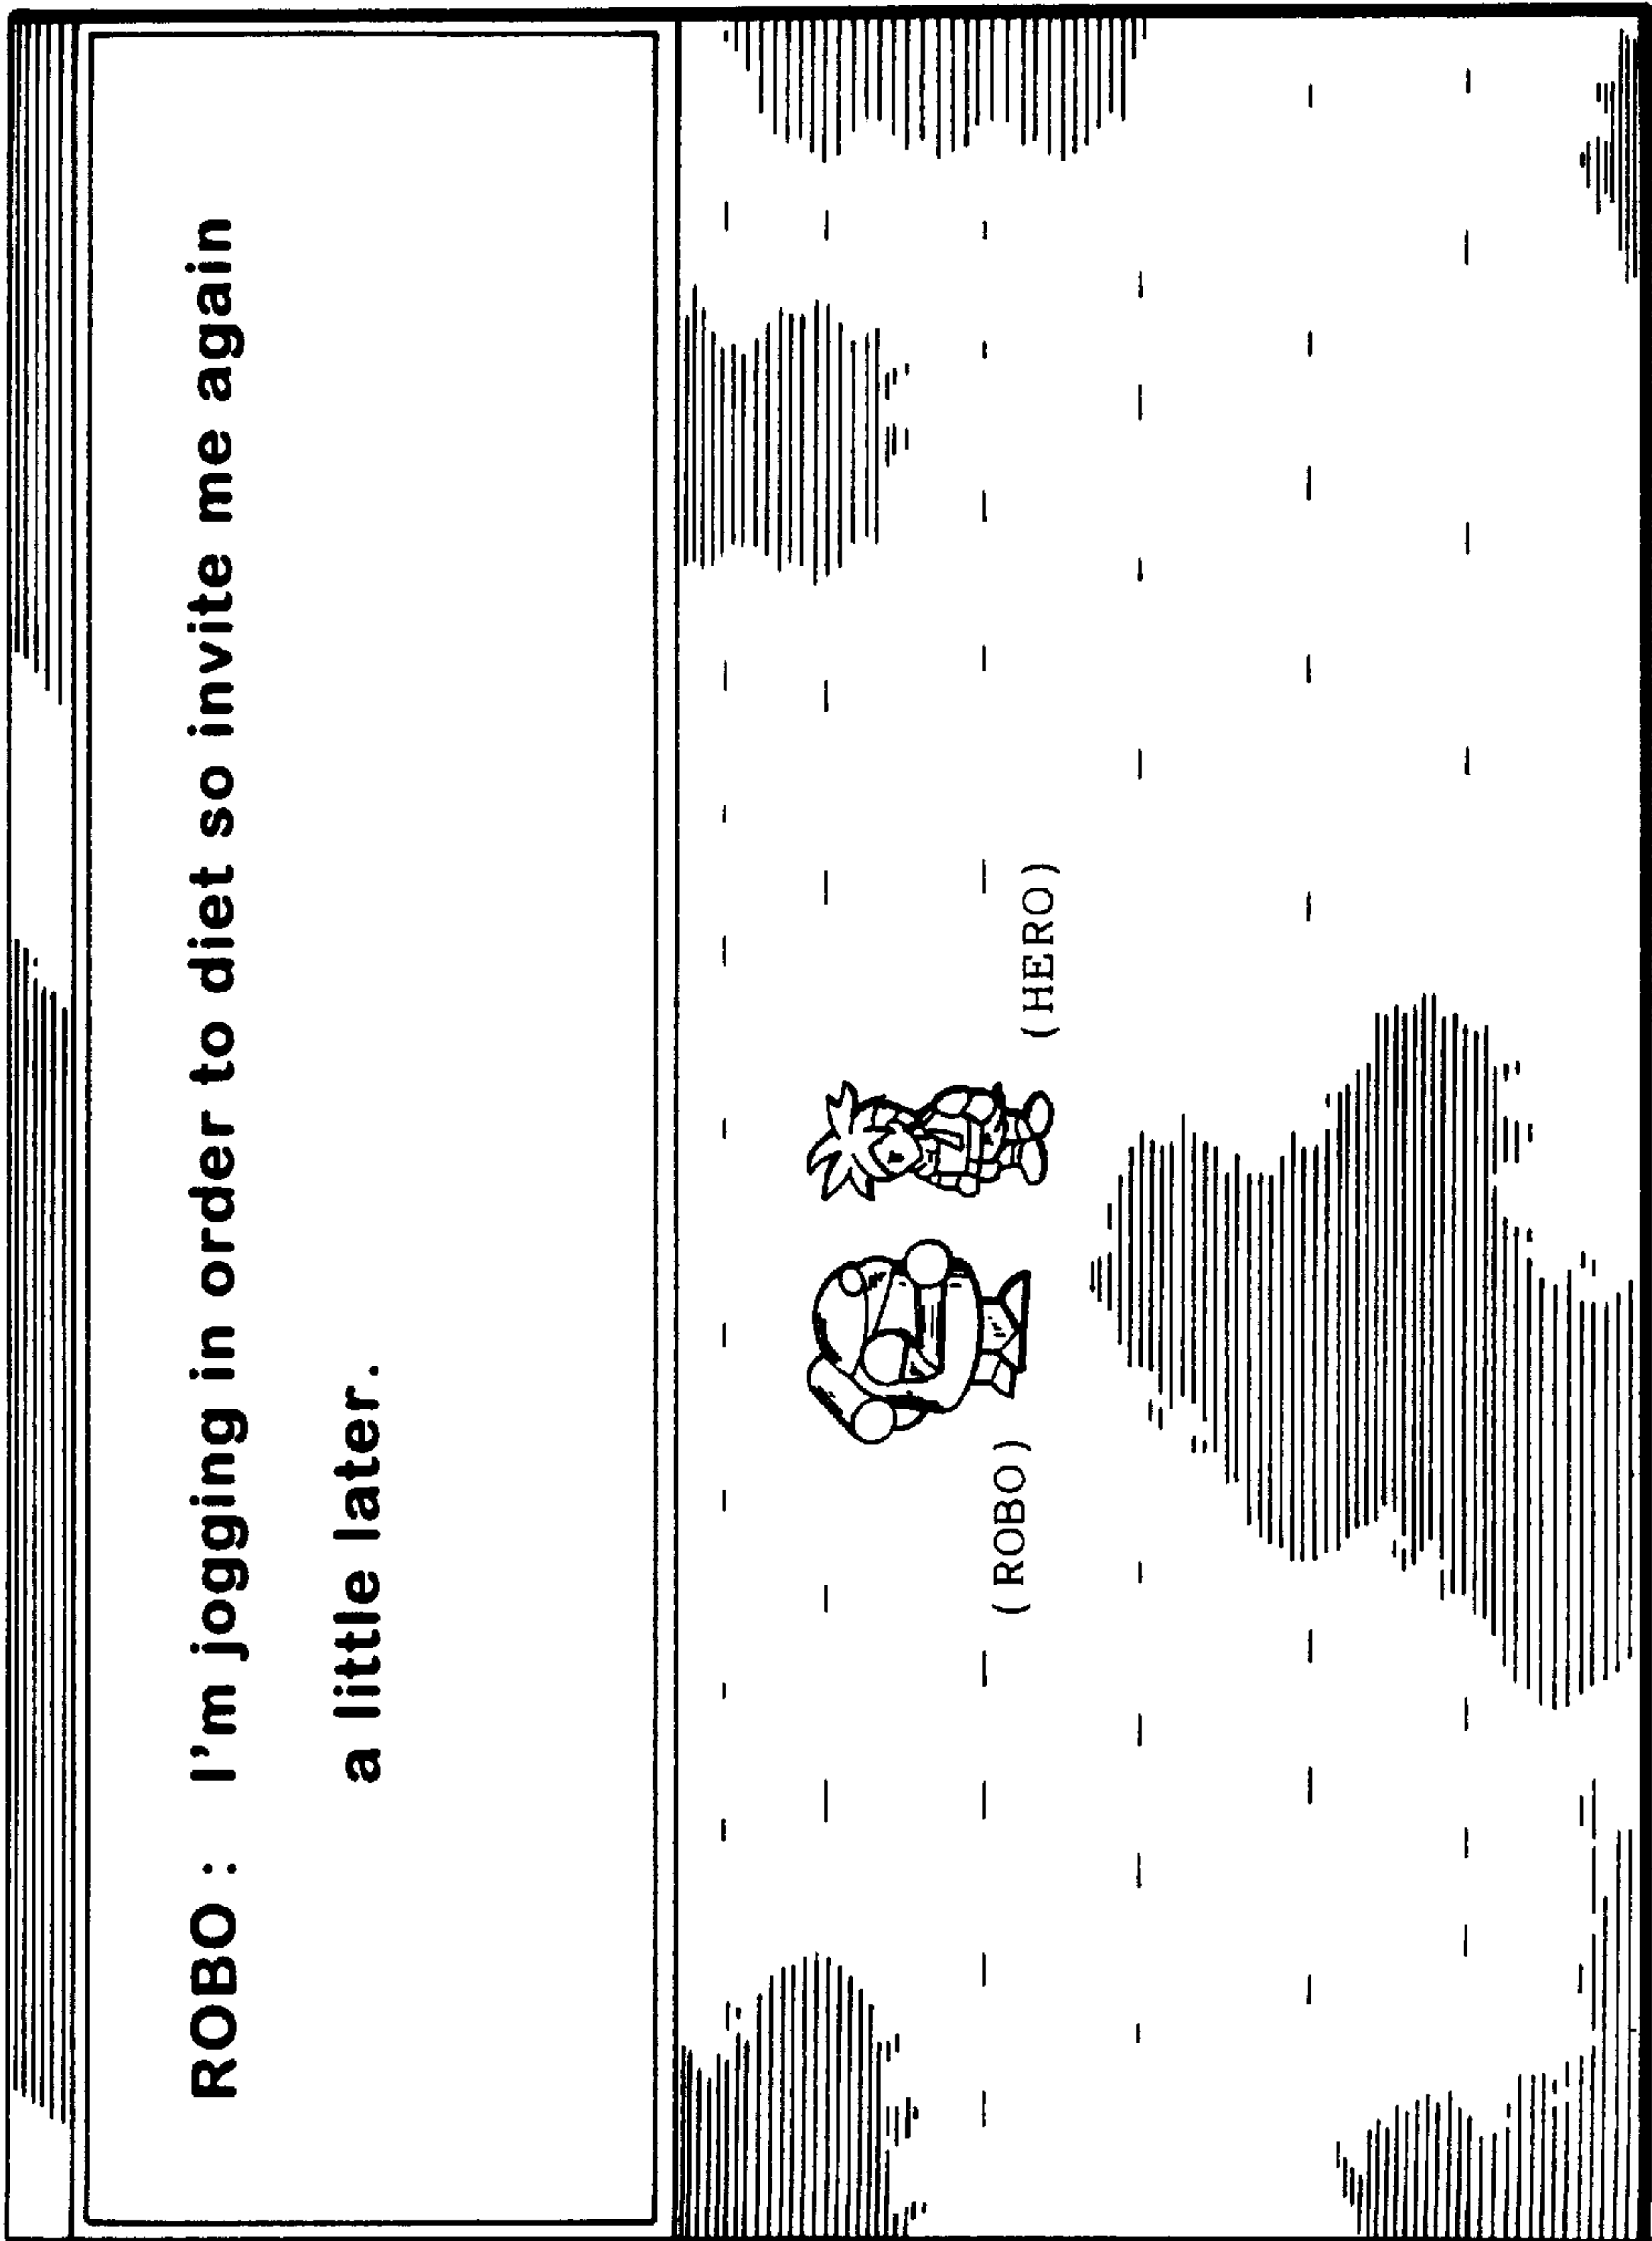 ROBO : I'm jogging in order to diet so invite me again
a little later.
(ROBO)
(HERO)